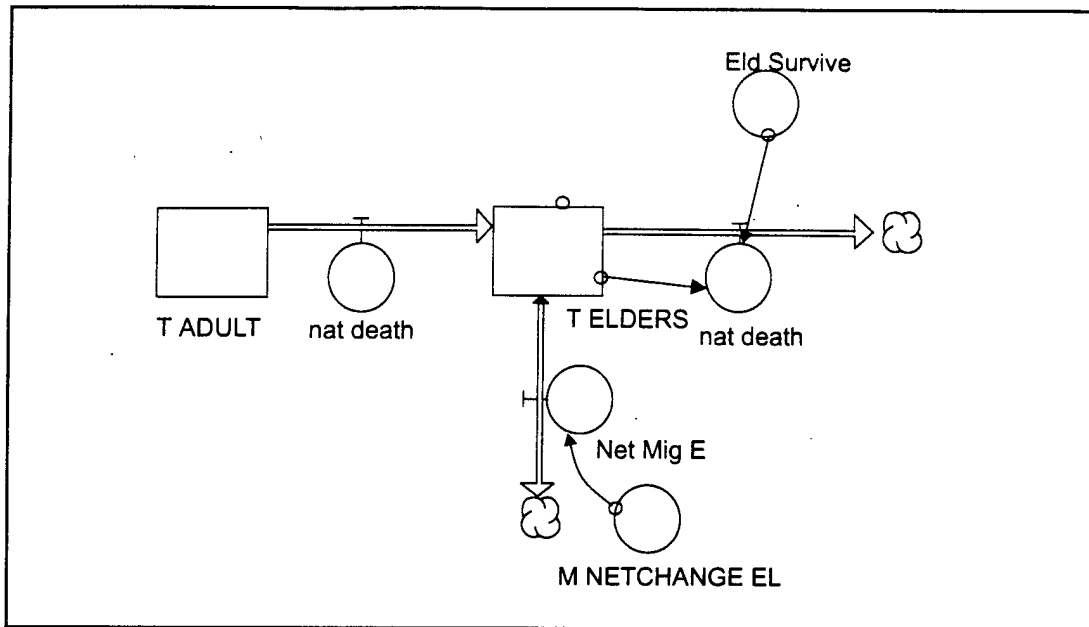 Eld Survive
T ADULT
nat death
T ELDERS
nat death
Net Mig E
M NETCHANGE EL